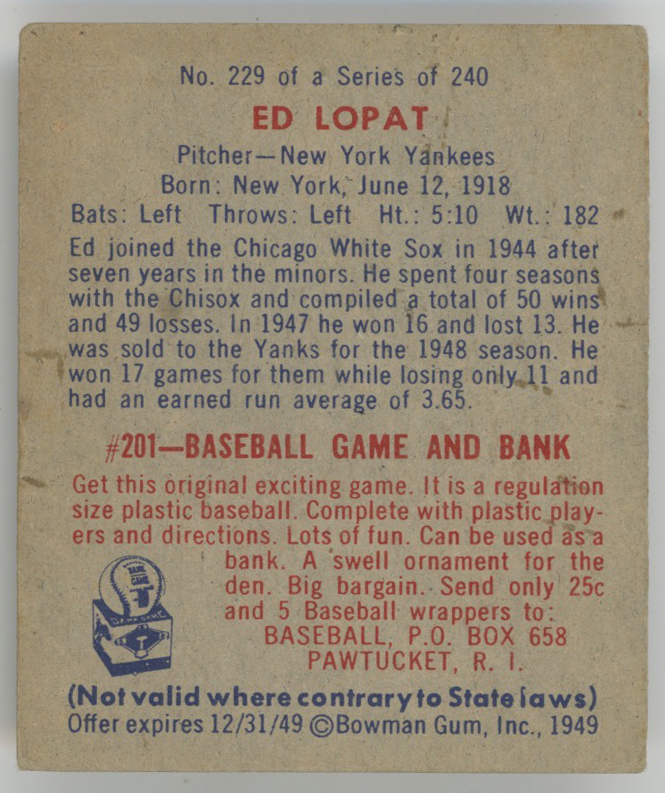 No. 229 of a Series of 240
ED LOPAT
Pitcher—New York Yankees
Born: New York, June 12, 1918
Bats: Left Throws: Left Ht.: 5:10 Wt.: 182
Ed joined the Chicago White Sox in 1944 after
seven years in the minors. He spent four seasons
with the Chisox and compiled a total of 50 wins
and 49 losses. In 1947 he won 16 and lost 13. He
was sold to the Yanks for the 1948 season. He
won 17 games for them while losing only 11 and
had an earned run average of 3.65.
#201—BASEBALL GAME AND BANK
Get this original exciting game. It is a regulation
size plastic baseball. Complete with plastic play-
ers and directions. Lots of fun. Can be used as a
bank. A swell ornament for the
den. Big bargain. Send only 25c
and 5 Baseball wrappers to:
BASEBALL, P.O. BOX 658
PAWTUCKET, R. I.
BANK
GAME
(Not valid where contrary to State laws)
Offer expires 12/31/49 ©Bowman Gum, Inc., 1949